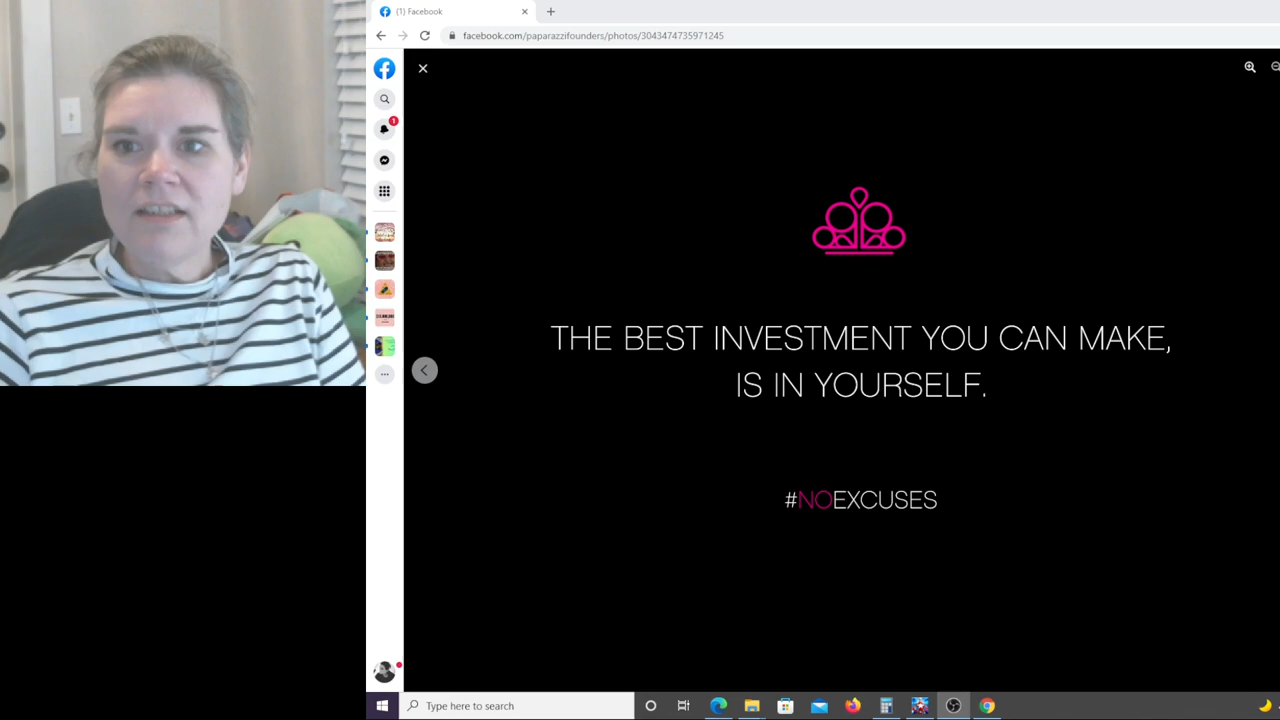 (1) Facebook
facebook.com/paparazzifounders/photos/3043474735971245
1
THE BEST INVESTMENT YOU CAN MAKE,
IS IN YOURSELF.
#NOEXCUSES
Type here to search